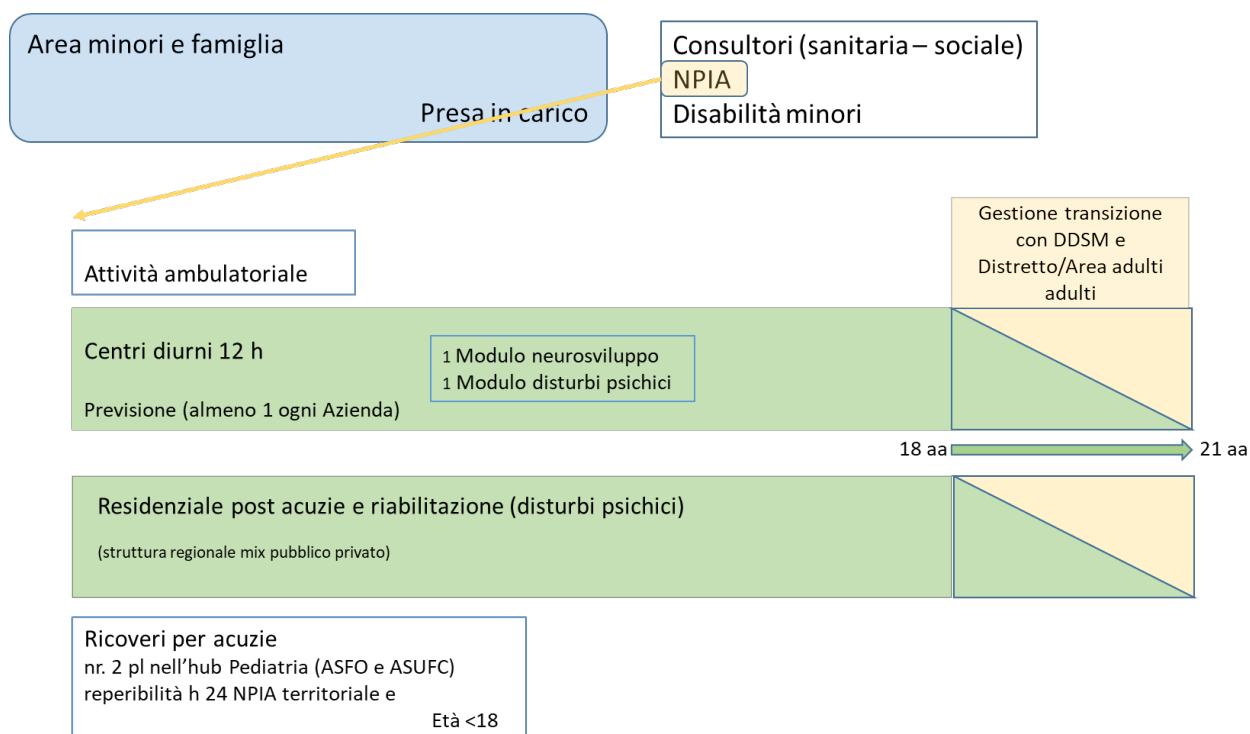 Area minori e famiglia
Presa in carico
Consultori (sanitaria – sociale)
NPIA
Disabilità minori
Gestione transizione
con DDSM e
Distretto/Area adulti
adulti
Attività ambulatoriale
Centri diurni 12 h
1 Modulo neurosviluppo
1 Modulo disturbi psichici
Previsione (almeno 1 ogni Azienda)
18 aa
21 aa
Residenziale post acuzie e riabilitazione (disturbi psichici)
(struttura regionale mix pubblico privato)
Ricoveri per acuzie
nr. 2 pl nell’hub Pediatria (ASFO e ASUFC)
reperibilità h 24 NPIA territoriale e
Età <18